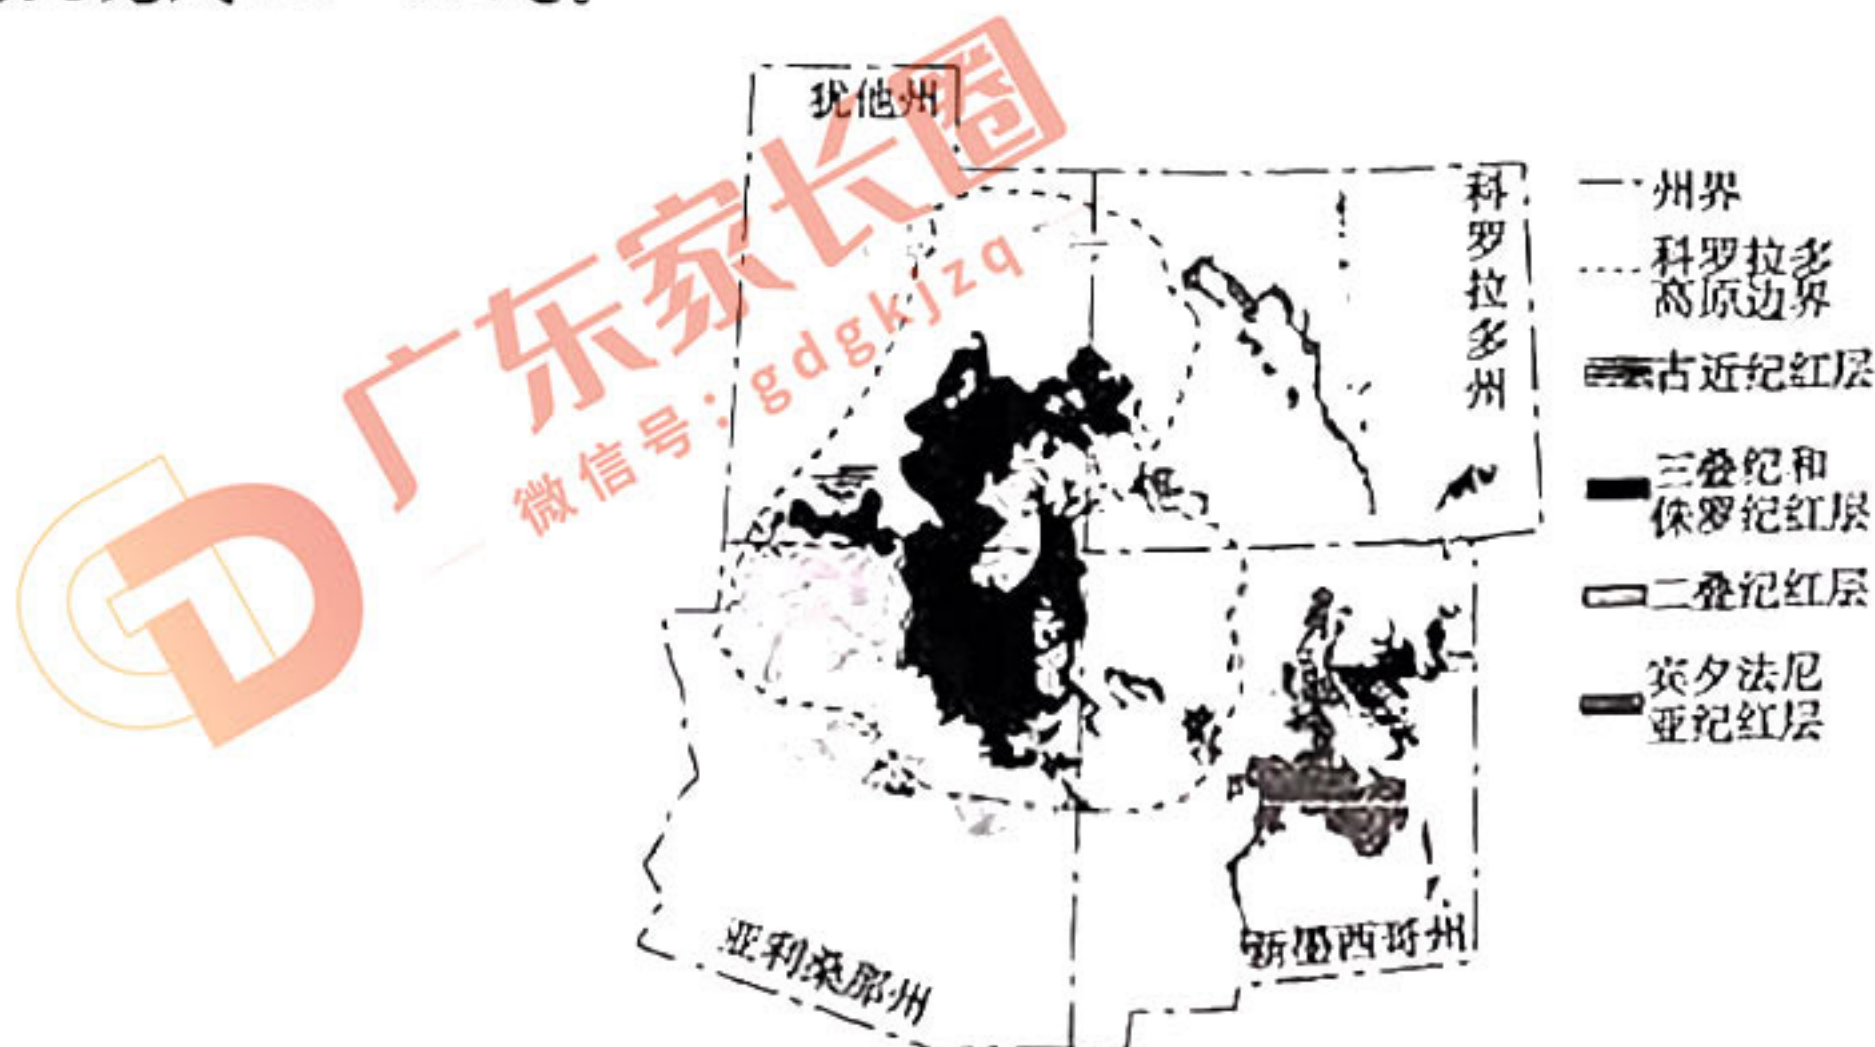 犹他州
科罗拉多州
亚利桑那州
新墨西哥州
州界
科罗拉多
高原边界
古近纪红层
三叠纪和
侏罗纪红层
二叠纪红层
宾夕法尼
亚纪红层
广东家长圈
微信号：gdgkjzq